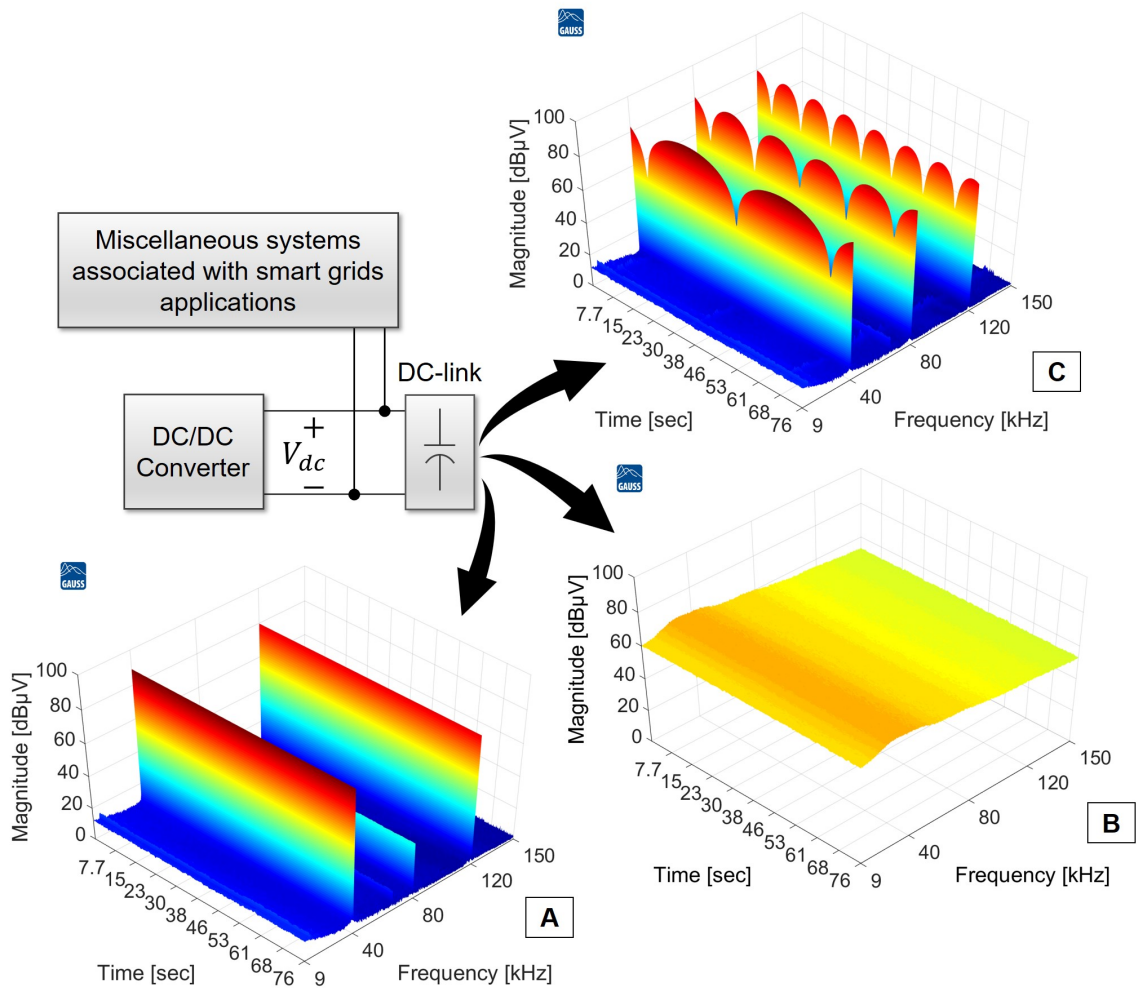 GAUSS
100
80
60
40
20
0
Magnitude [dBµV]
7.7
15
23
30
38
46
53
61
68
76
Time [sec]
9
40
80
120
150
Frequency [kHz]
C
Miscellaneous systems
associated with smart grids
applications
DC-link
DC/DC
Converter
+
Vdc
−
GAUSS
100
80
60
40
20
0
Magnitude [dBµV]
7.7
15
23
30
38
46
53
61
68
76
Time [sec]
9
40
80
120
150
Frequency [kHz]
B
GAUSS
100
80
60
40
20
0
Magnitude [dBµV]
7.7
15
23
30
38
46
53
61
68
76
Time [sec]
9
40
80
120
150
Frequency [kHz]
A